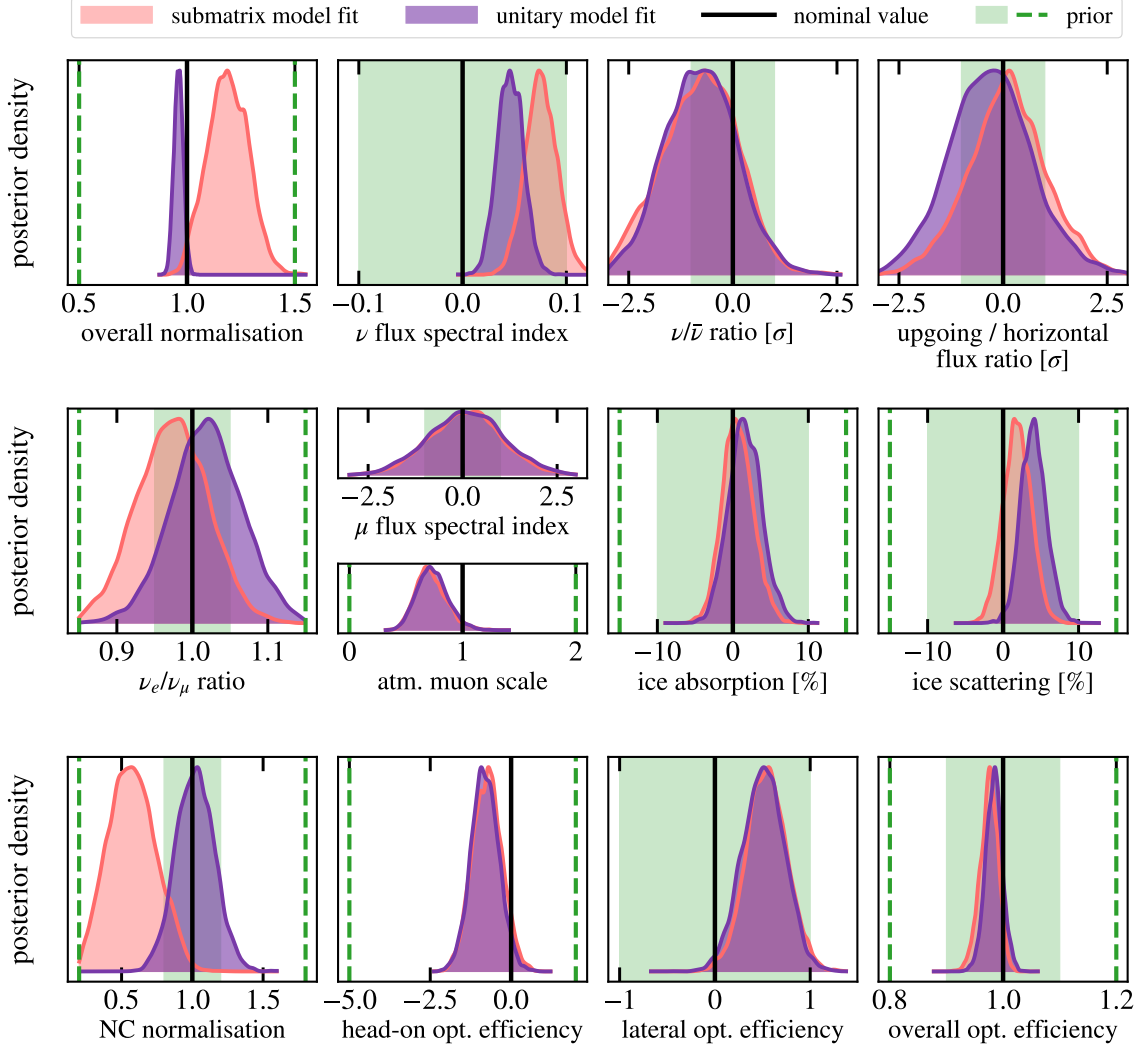 submatrix model fit unitary model fit nominal value prior
posterior density
0.5 1.0 1.5
overall normalisation
−0.1 0.0 0.1
ν flux spectral index
−2.5 0.0 2.5
ν/ν̄ ratio [σ]
−2.5 0.0 2.5
upgoing / horizontal
flux ratio [σ]
posterior density
0.9 1.0 1.1
νe/νμ ratio
−2.5 0.0 2.5
μ flux spectral index
0 1 2
atm. muon scale
−10 0 10
ice absorption [%]
−10 0 10
ice scattering [%]
posterior density
0.5 1.0 1.5
NC normalisation
−5.0 −2.5 0.0
head-on opt. efficiency
−1 0 1
lateral opt. efficiency
0.8 1.0 1.2
overall opt. efficiency